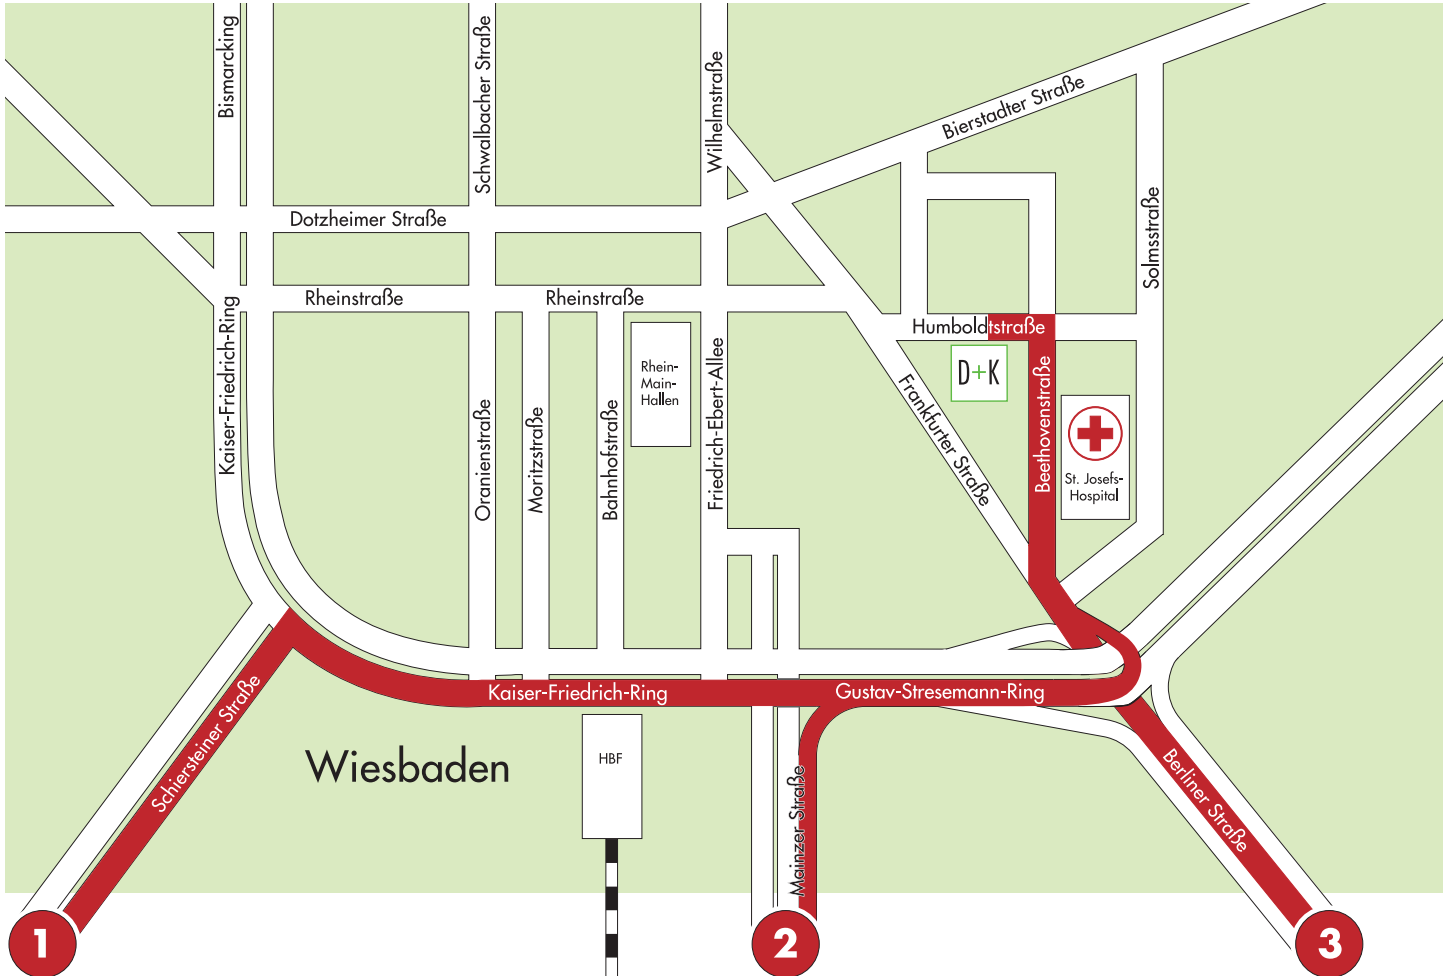 Bismarcking
Schwalbacher Straße
Wilhelmstraße
Bierstadter Straße
Dotzheimer Straße
Solmsstraße
Rheinstraße
Rheinstraße
Humboldtstraße
Kaiser-Friedrich-Ring
Rhein-
Main-
Hallen
Friedrich-Ebert-Allee
D+K
Frankfurter Straße
Beethovenstraße
Oranienstraße
Moritzstraße
Bahnhofstraße
St. Josefs-
Hospital
Kaiser-Friedrich-Ring
Gustav-Stresemann-Ring
Schiersteiner Straße
Wiesbaden
HBF
Mainzer Straße
Berliner Straße
1
2
3